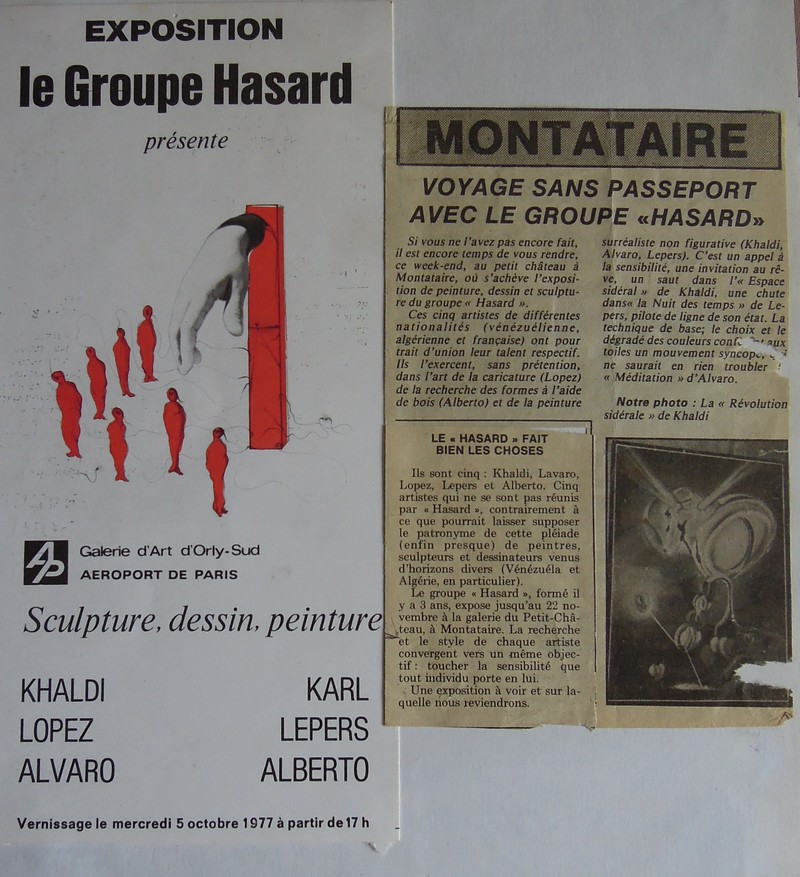 EXPOSITION
le Groupe Hasard
présente
AP
Galerie d'Art d'Orly-Sud
AEROPORT DE PARIS
Sculpture, dessin, peinture
KHALDI
KARL
LOPEZ
LEPERS
ALVARO
ALBERTO
Vernissage le mercredi 5 octobre 1977 à partir de 17 h
MONTATAIRE
VOYAGE SANS PASSEPORT
AVEC LE GROUPE «HASARD»
Si vous ne l'avez pas encore fait,
il est encore temps de vous rendre,
ce week-end, au petit château à
Montataire, où s'achève l'exposi-
tion de peinture, dessin et sculptu-
re du groupe « Hasard ».
Ces cinq artistes de différentes
nationalités (vénézuélienne,
algérienne et française) ont pour
trait d'union leur talent respectif.
Ils l'exercent, sans prétention,
dans l'art de la caricature (Lopez)
de la recherche des formes à l'aide
de bois (Alberto) et de la peinture
surréaliste non figurative (Khaldi,
Alvaro, Lepers). C'est un appel à
la sensibilité, une invitation au rê-
ve, un saut dans l'« Espace
sidéral » de Khaldi, une chute
dans« la Nuit des temps » de Le-
pers, pilote de ligne de son état. La
technique de base; le choix et le
dégradé des couleurs aux
toiles un mouvement syncopé,
ne saurait en rien troubler
« Méditation » d'Alvaro.
Notre photo : La « Révolution
sidérale » de Khaldi
LE « HASARD » FAIT
BIEN LES CHOSES
Ils sont cinq : Khaldi, Lavaro,
Lopez, Lepers et Alberto. Cinq
artistes qui ne se sont pas réunis
par « Hasard », contrairement à
ce que pourrait laisser supposer
le patronyme de cette pléiade
(enfin presque) de peintres,
sculpteurs et dessinateurs venus
d'horizons divers (Vénézuéla et
Algérie, en particulier).
Le groupe « Hasard », formé il
y a 3 ans, expose jusqu'au 22 no-
vembre à la galerie du Petit-Châ-
teau, à Montataire. La recherche
et le style de chaque artiste
convergent vers un même objec-
tif : toucher la sensibilité que
tout individu porte en lui.
Une exposition à voir et sur la-
quelle nous reviendrons.